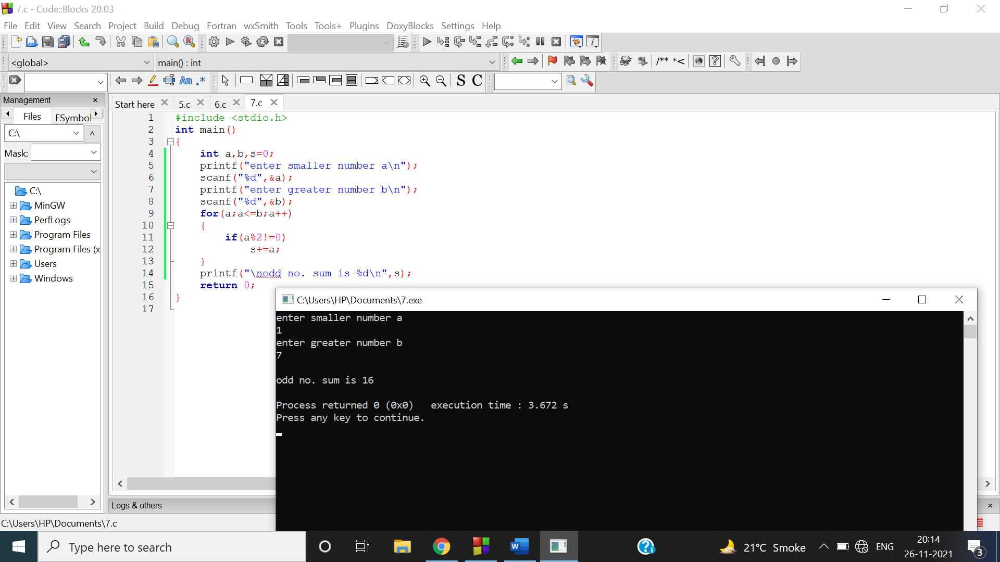 7.c - Code::Blocks 20.03
File Edit View Search Project Build Debug Fortran wxSmith Tools Tools+ Plugins DoxyBlocks Settings Help
<global> main() : int /** *<
Aa .* S C
Management
Files FSymbol
C:\
Mask:
C:\
MinGW
PerfLogs
Program Files
Program Files (x
Users
Windows
Start here 5.c 6.c 7.c
1 #include <stdio.h>
2 int main()
3 {
4 int a,b,s=0;
5 printf("enter smaller number a\n");
6 scanf("%d",&a);
7 printf("enter greater number b\n");
8 scanf("%d",&b);
9 for(a;a<=b;a++)
10 {
11 if(a%2!=0)
12 s+=a;
13 }
14 printf("\nodd no. sum is %d\n",s);
15 return 0;
16 }
17
C:\Users\HP\Documents\7.exe
enter smaller number a
1
enter greater number b
7
odd no. sum is 16
Process returned 0 (0x0) execution time : 3.672 s
Press any key to continue.
Logs & others
C:\Users\HP\Documents\7.c
Type here to search
21°C Smoke ENG
20:14
26-11-2021
3